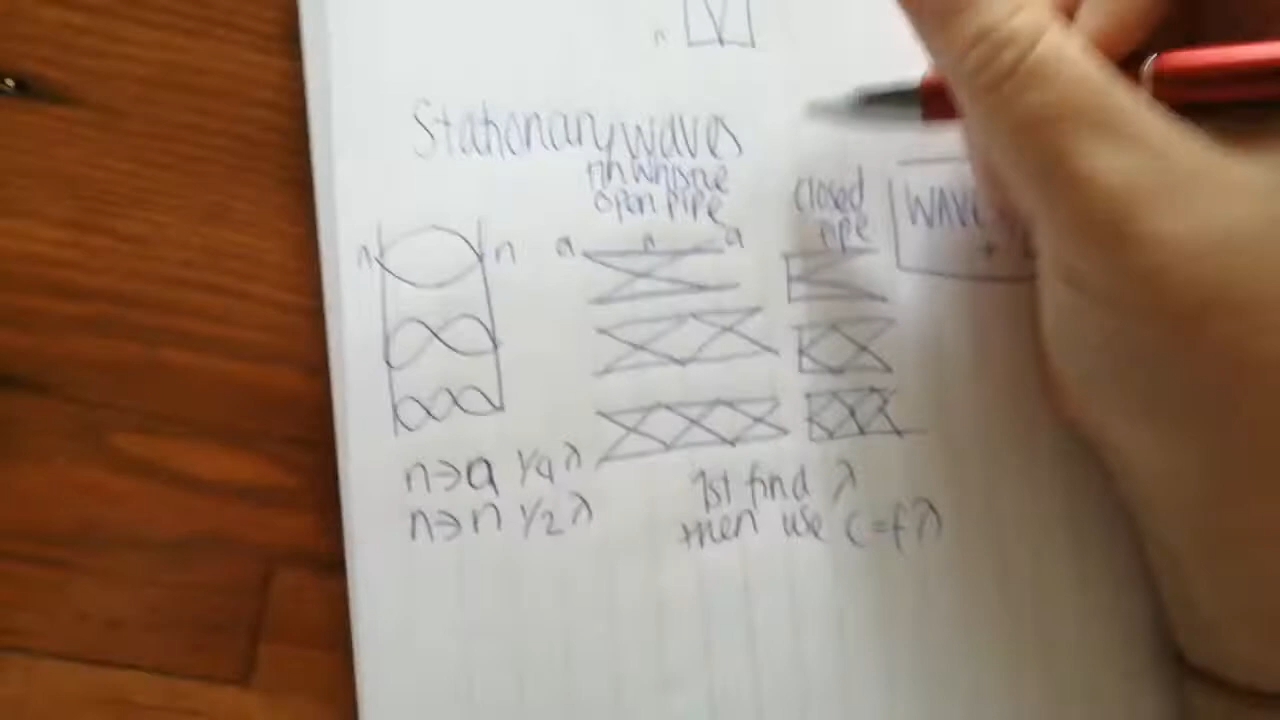 n
Stationary waves
tin whistle
open pipe
closed
pipe
n n a n a
n→a 1/4 λ
n→n 1/2 λ
1st find λ
then use c=fλ